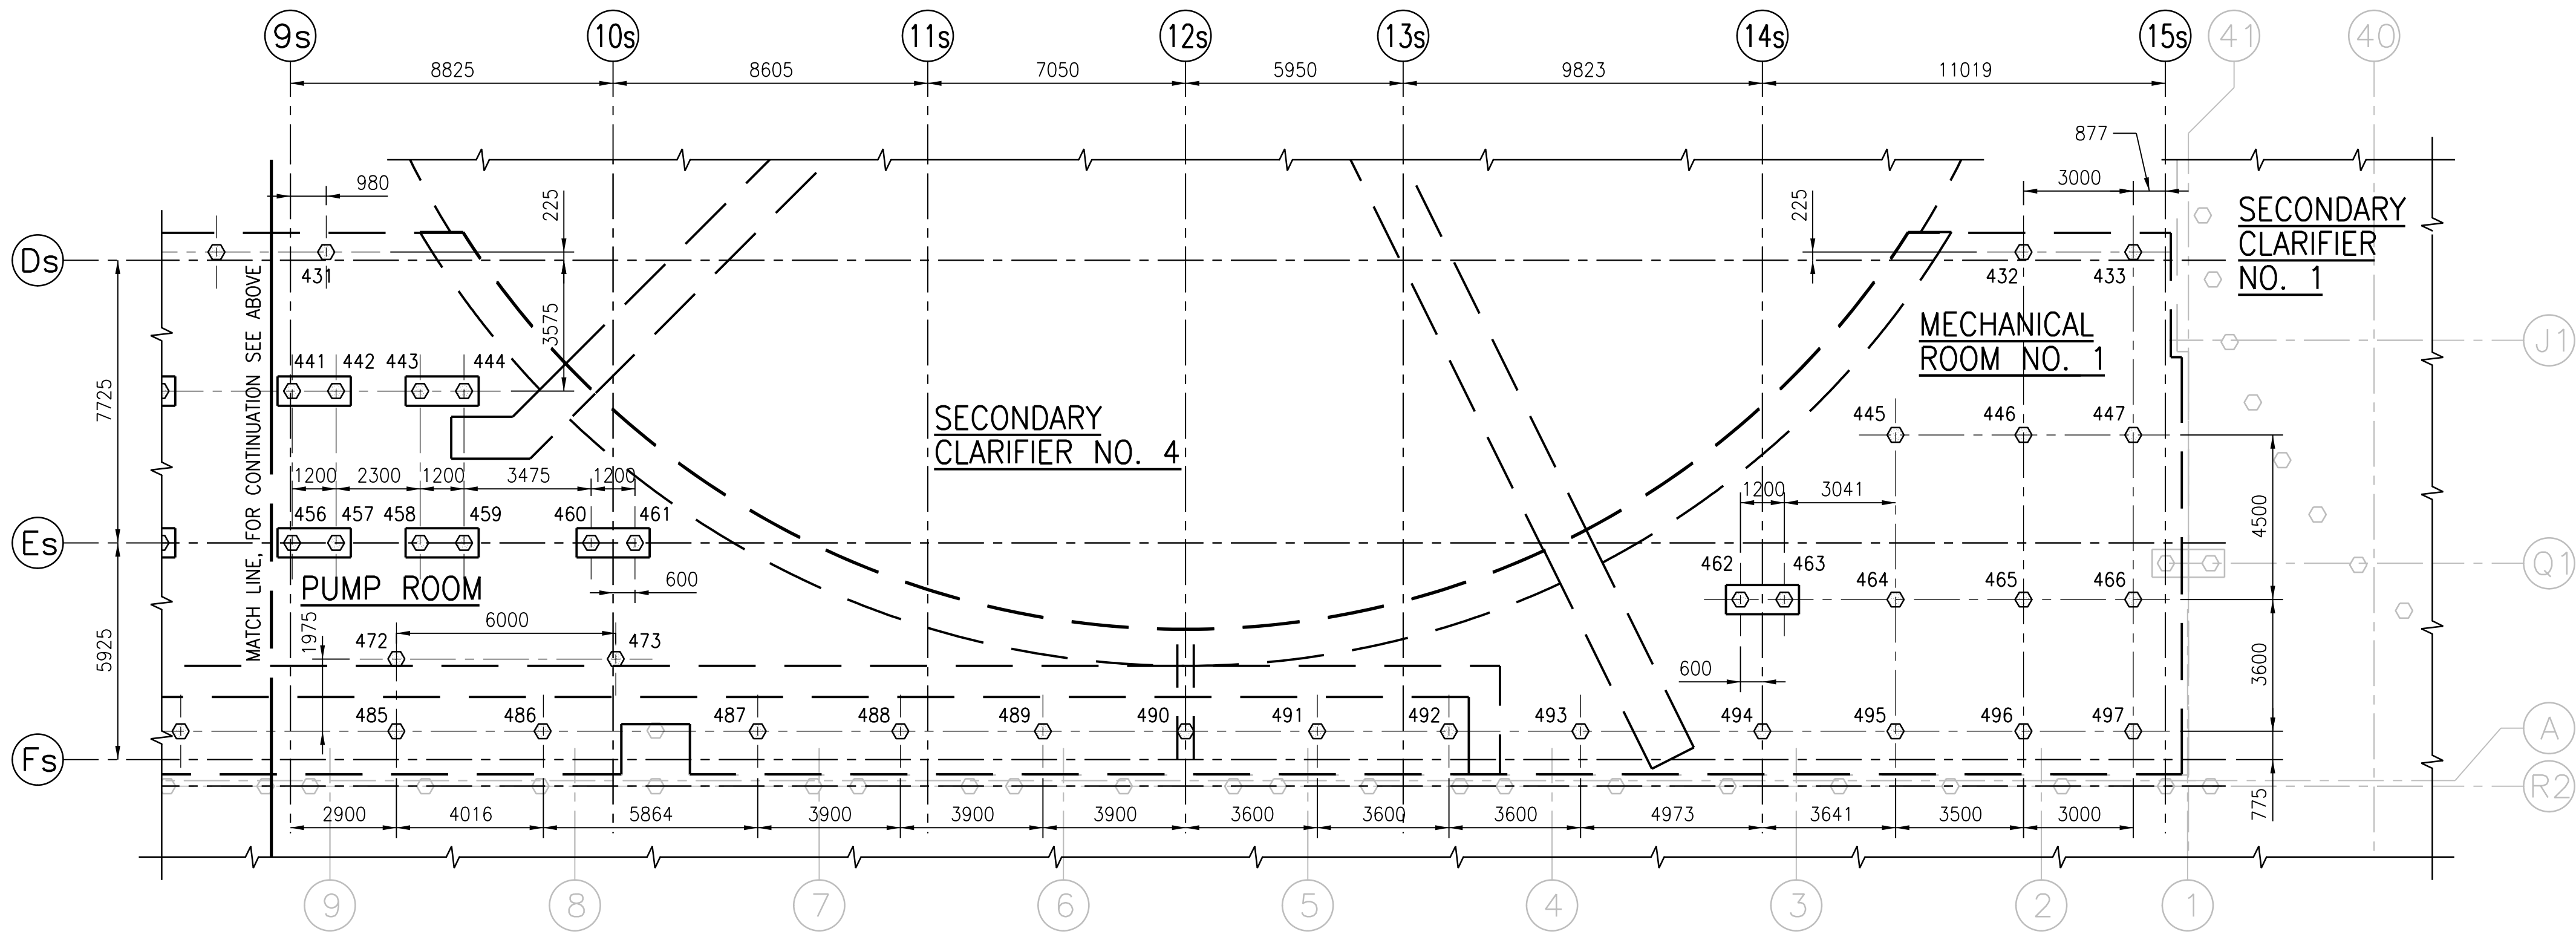 9s 10s 11s 12s 13s 14s 15s 41 40
8825 8605 7050 5950 9823 11019
877
980 225 225 3000
SECONDARY
CLARIFIER
NO. 1
Ds
431 432 433
MATCH LINE, FOR CONTINUATION SEE ABOVE
3575
MECHANICAL
ROOM NO. 1
J1
441 442 443 444
7725
SECONDARY
CLARIFIER NO. 4
445 446 447
1200 2300 1200 3475 1200
1200 3041
4500
456 457 458 459 460 461
Es
462 463 464 465 466
Q1
PUMP ROOM
600
1975 6000
472 473
5925
600
3600
485 486 487 488 489 490 491 492 493 494 495 496 497
A
Fs
R2
775
2900 4016 5864 3900 3900 3900 3600 3600 3600 4973 3641 3500 3000
9 8 7 6 5 4 3 2 1